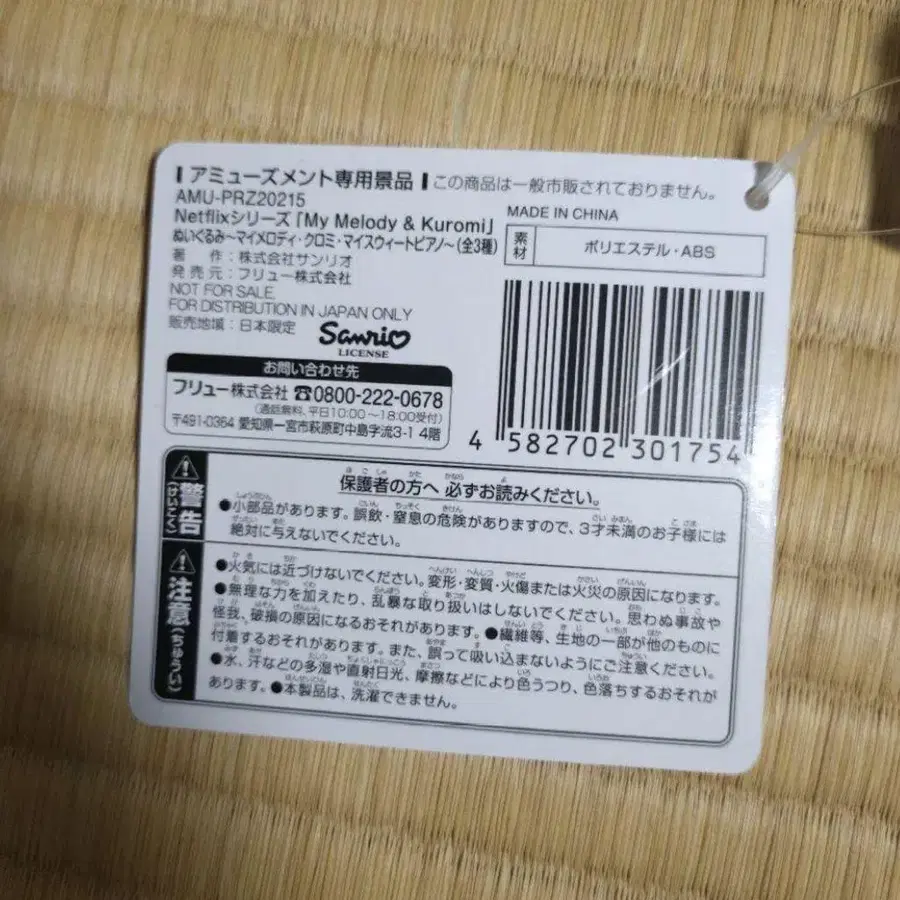 アミューズメント専用景品 この商品は一般市販されておりません。
AMU-PRZ20215
Netflixシリーズ「My Melody & Kuromi」
ぬいぐるみ～マイメロディ・クロミ・マイスウィートピアノ～(全3種)
著作:株式会社サンリオ
発売元:フリュー株式会社
NOT FOR SALE
FOR DISTRIBUTION IN JAPAN ONLY
販売地域:日本限定
Sanrio
LICENSE
MADE IN CHINA
素材 ポリエステル・ABS
4 582702 301754
お問い合わせ先
フリュー株式会社 ☎0800-222-0678
(通話無料、平日10:00～18:00受付)
〒491-0364 愛知県一宮市萩原町中島字流3-1 4階
警告(けいこく)
保護者の方へ 必ずお読みください。
●小部品があります。誤飲・窒息の危険がありますので、3才未満のお子様には
絶対に与えないでください。
注意(ちゅうい)
●火気には近づけないでください。変形・変質・火傷または火災の原因になります。
●無理な力を加えたり、乱暴な取り扱いはしないでください。思わぬ事故や
怪我、破損の原因になるおそれがあります。●繊維等、生地の一部が他のものに
付着するおそれがあります。また、誤って吸い込まないようにご注意ください。
●水、汗などの多湿や直射日光、摩擦などにより色うつり、色落ちするおそれが
あります。●本製品は、洗濯できません。